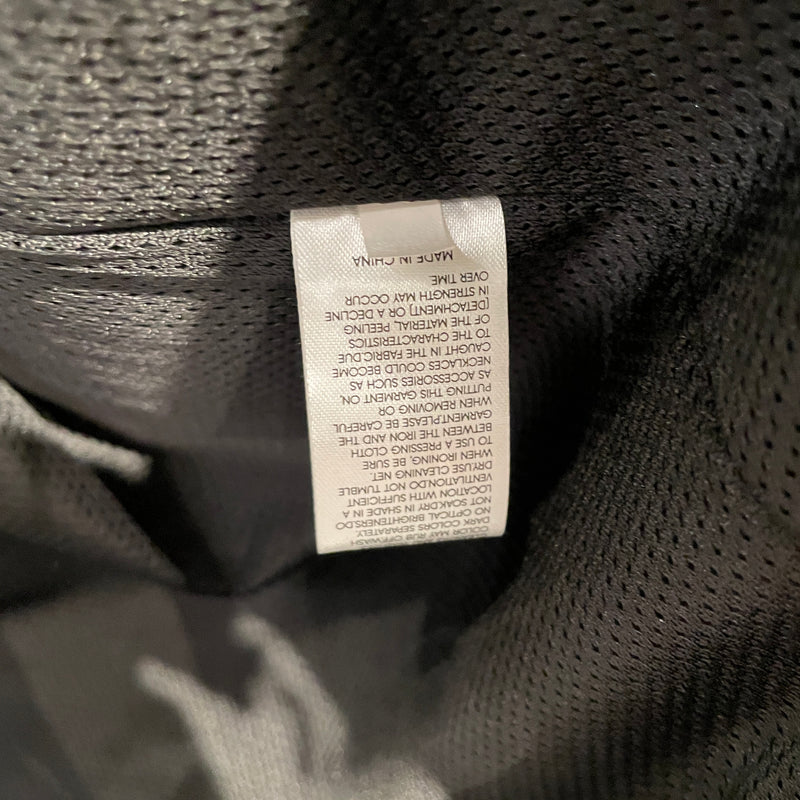 COLOR MAY RUB OFF.WASH
DARK COLORS SEPARATELY.
NO OPTICAL BRIGHTENERS.DO
NOT SOAK.DRY IN SHADE IN A
LOCATION WITH SUFFICIENT
VENTILATION.DO NOT TUMBLE
DRY.USE CLEANING NET.
WHEN IRONING, BE SURE
TO USE A PRESSING CLOTH
BETWEEN THE IRON AND THE
GARMENT.PLEASE BE CAREFUL
WHEN REMOVING OR
PUTTING THIS GARMENT ON,
AS ACCESSORIES SUCH AS
NECKLACES COULD BECOME
CAUGHT IN THE FABRIC.DUE
TO THE CHARACTERISTICS
OF THE MATERIAL, PEELING
[DETACHMENT] OR A DECLINE
IN STRENGTH MAY OCCUR
OVER TIME
MADE IN CHINA